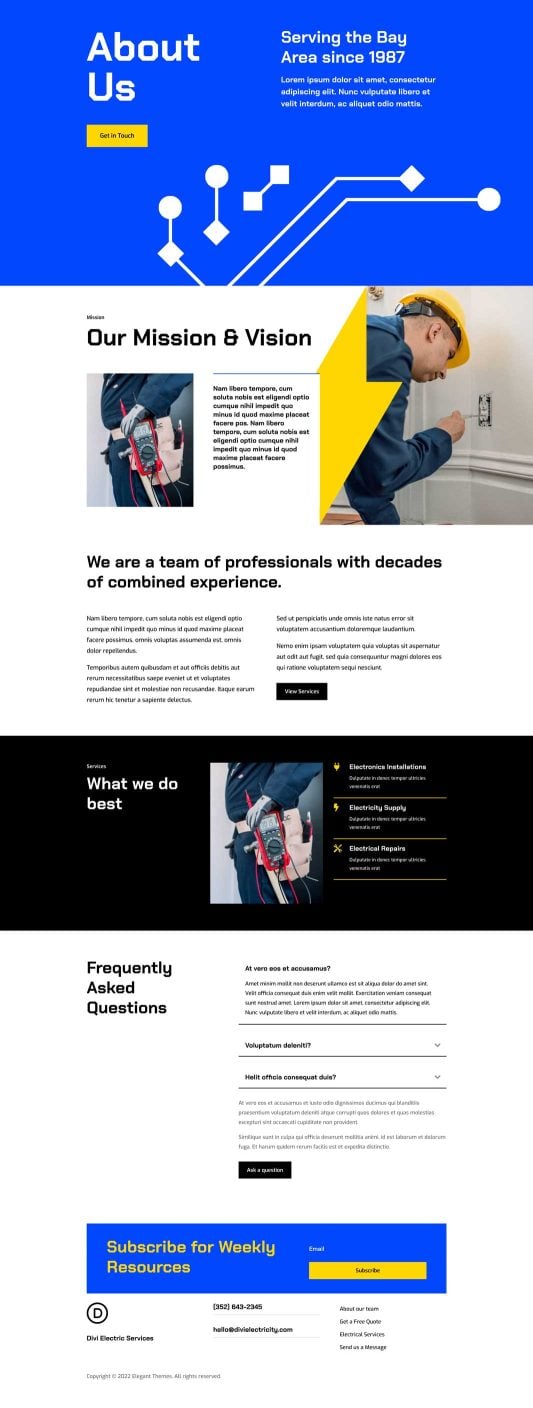 About
Us
Get in Touch
Serving the Bay
Area since 1987
Lorem ipsum dolor sit amet, consectetur
adipiscing elit. Nunc vulputate libero et
velit interdum, ac aliquet odio mattis.
Mission
Our Mission & Vision
Nam libero tempore, cum
soluta nobis est eligendi optio
cumque nihil impedit quo
minus id quod maxime placeat
facere pos. Nam libero
tempore, cum soluta nobis est
eligendi optio cumque nihil
impedit quo minus id quod
maxime placeat facere
possimus.
We are a team of professionals with decades
of combined experience.
Nam libero tempore, cum soluta nobis est eligendi optio
cumque nihil impedit quo minus id quod maxime placeat
facere possimus, omnis voluptas assumenda est, omnis
dolor repellendus.
Temporibus autem quibusdam et aut officiis debitis aut
rerum necessitatibus saepe eveniet ut et voluptates
repudiandae sint et molestiae non recusandae. Itaque earum
rerum hic tenetur a sapiente delectus.
Sed ut perspiciatis unde omnis iste natus error sit
voluptatem accusantium doloremque laudantium.
Nemo enim ipsam voluptatem quia voluptas sit aspernatur
aut odit aut fugit, sed quia consequuntur magni dolores eos
qui ratione voluptatem sequi nesciunt.
View Services
Services
What we do
best
Electronics Installations
Dulputate in donec tempor ultricies
venenatis erat
Electricity Supply
Dulputate in donec tempor ultricies
venenatis erat
Electrical Repairs
Dulputate in donec tempor ultricies
venenatis erat
Frequently
Asked
Questions
At vero eos et accusamus?
Amet minim mollit non deserunt ullamco est sit aliqua dolor do amet sint.
Velit officia consequat duis enim velit mollit. Exercitation veniam consequat
sunt nostrud amet. Lorem ipsum dolor sit amet, consectetur adipiscing elit.
Nunc vulputate libero et velit interdum, ac aliquet odio mattis.
Voluptatum deleniti?
Helit officia consequat duis?
At vero eos et accusamus et iusto odio dignissimos ducimus qui blanditiis
praesentium voluptatum deleniti atque corrupti quos dolores et quas molestias
excepturi sint occaecati cupiditate non provident.
Similique sunt in culpa qui officia deserunt mollitia animi, id est laborum et dolorum
fuga. Et harum quidem rerum facilis est et expedita distinctio.
Ask a question
Subscribe for Weekly
Resources
Email
Subscribe
D
Divi Electric Services
(352) 643-2345
hello@divielectricity.com
About our team
Get a Free Quote
Electrical Services
Send us a Message
Copyright © 2022 Elegant Themes. All rights reserved.